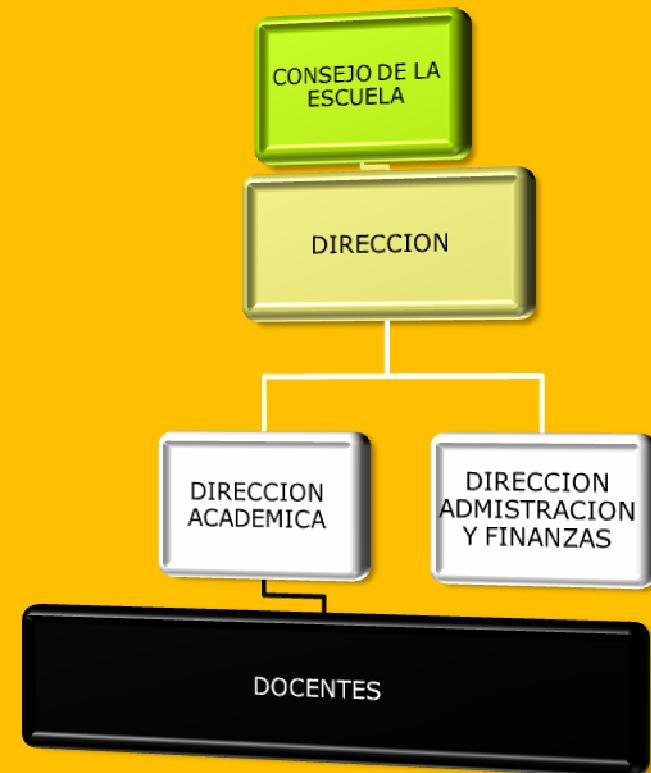 CONSEJO DE LA
ESCUELA
DIRECCION
DIRECCION
ACADEMICA
DIRECCION
ADMISTRACION
Y FINANZAS
DOCENTES